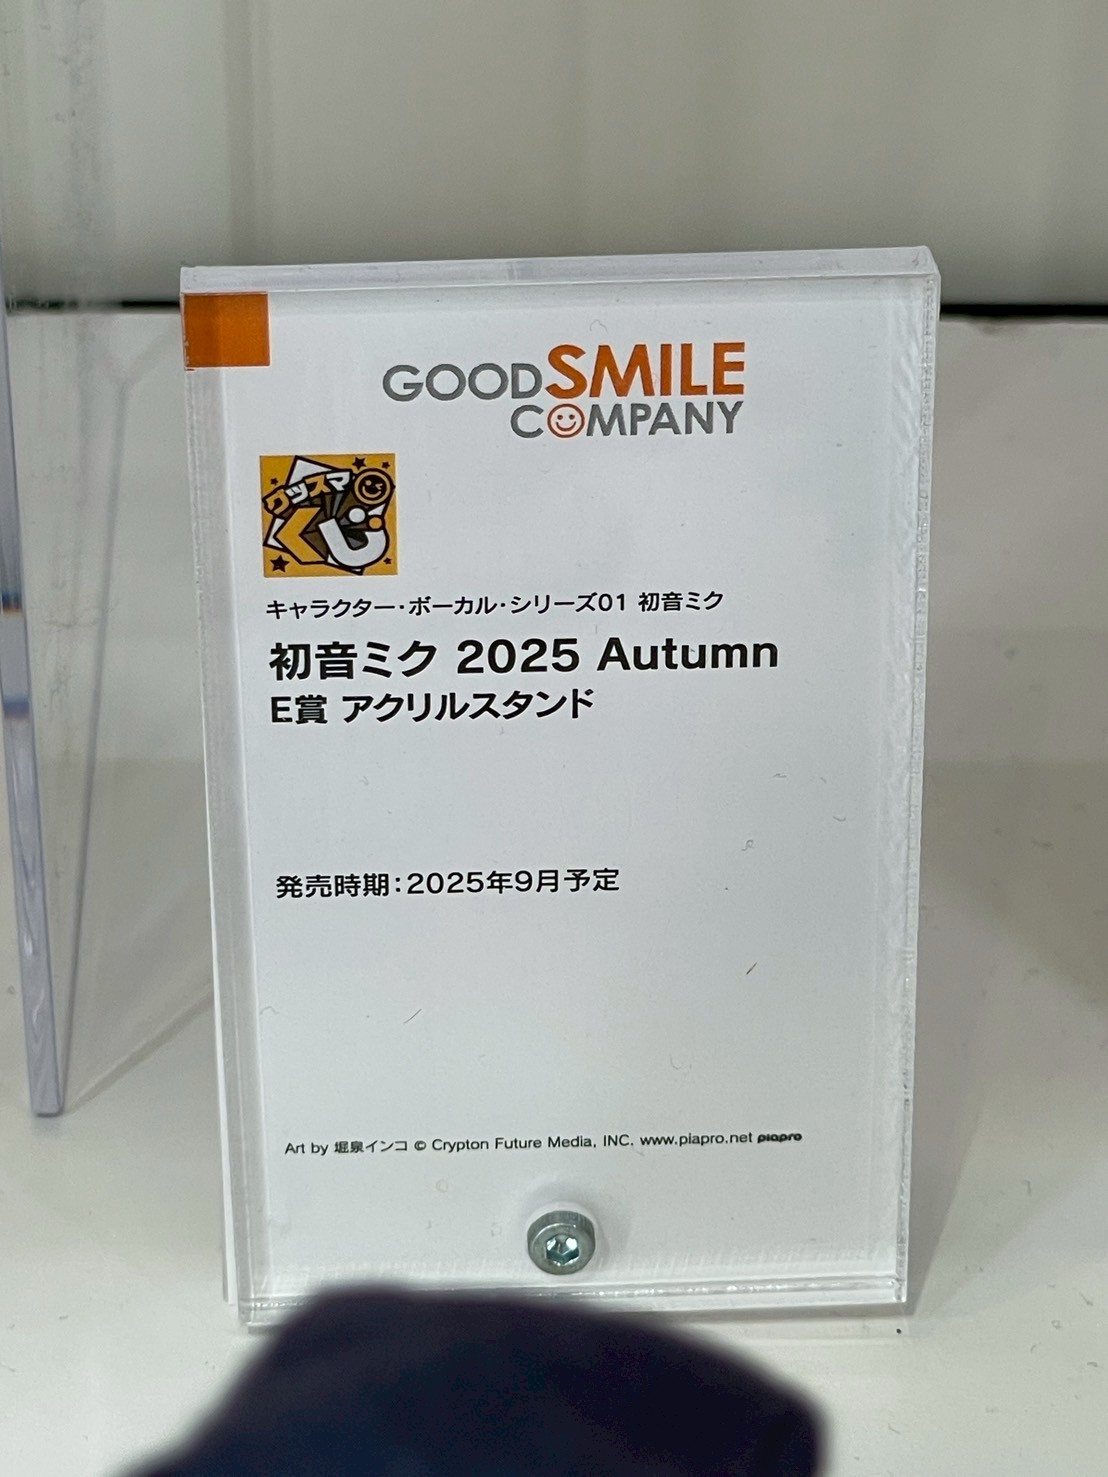 GOODSMILE
COMPANY
グッスマ
くじ
キャラクター・ボーカル・シリーズ01 初音ミク
初音ミク 2025 Autumn
E賞 アクリルスタンド
発売時期：2025年9月予定
Art by 堀泉インコ © Crypton Future Media, INC. www.piapro.net piapro